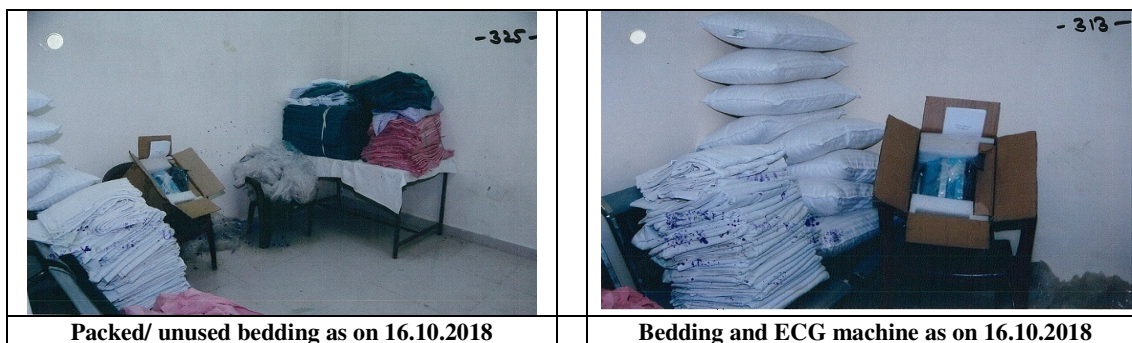 -325-
-313-
Packed/ unused bedding as on 16.10.2018
Bedding and ECG machine as on 16.10.2018